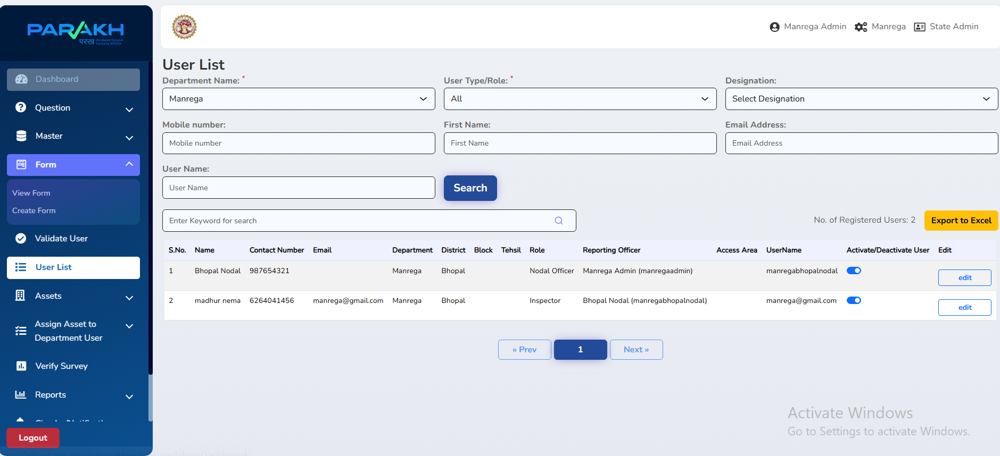 PARAKH
परख GIS Based Dynamic
Forms by MPSSDI
Manrega Admin Manrega State Admin
Dashboard
Question
Master
Form
View Form
Create Form
Validate User
User List
Assets
Assign Asset to
Department User
Verify Survey
Reports
Logout
User List
Department Name: * User Type/Role: * Designation:
Manrega All Select Designation
Mobile number: First Name: Email Address:
Mobile number First Name Email Address
User Name:
User Name Search
Enter Keyword for search No. of Registered Users: 2 Export to Excel
S.No. Name Contact Number Email Department District Block Tehsil Role Reporting Officer Access Area UserName Activate/Deactivate User Edit
1 Bhopal Nodal 987654321 Manrega Bhopal Nodal Officer Manrega Admin (manregaadmin) manregabhopalnodal edit
2 madhur nema 6264041456 manrega@gmail.com Manrega Bhopal Inspector Bhopal Nodal (manregabhopalnodal) manrega@gmail.com edit
« Prev 1 Next »
Activate Windows
Go to Settings to activate Windows.